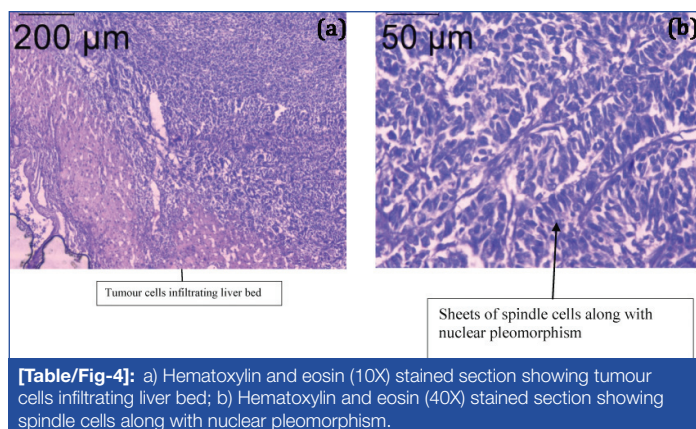 200 μm
(a)
50 μm
(b)
Tumour cells infiltrating liver bed
Sheets of spindle cells along with
nuclear pleomorphism
[Table/Fig-4]: a) Hematoxylin and eosin (10X) stained section showing tumour
cells infiltrating liver bed; b) Hematoxylin and eosin (40X) stained section showing
spindle cells along with nuclear pleomorphism.